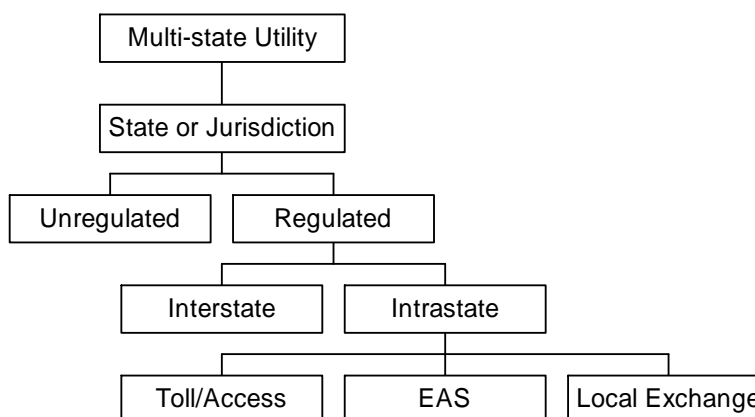 Multi-state Utility
State or Jurisdiction
Unregulated
Regulated
Interstate
Intrastate
Toll/Access
EAS
Local Exchange